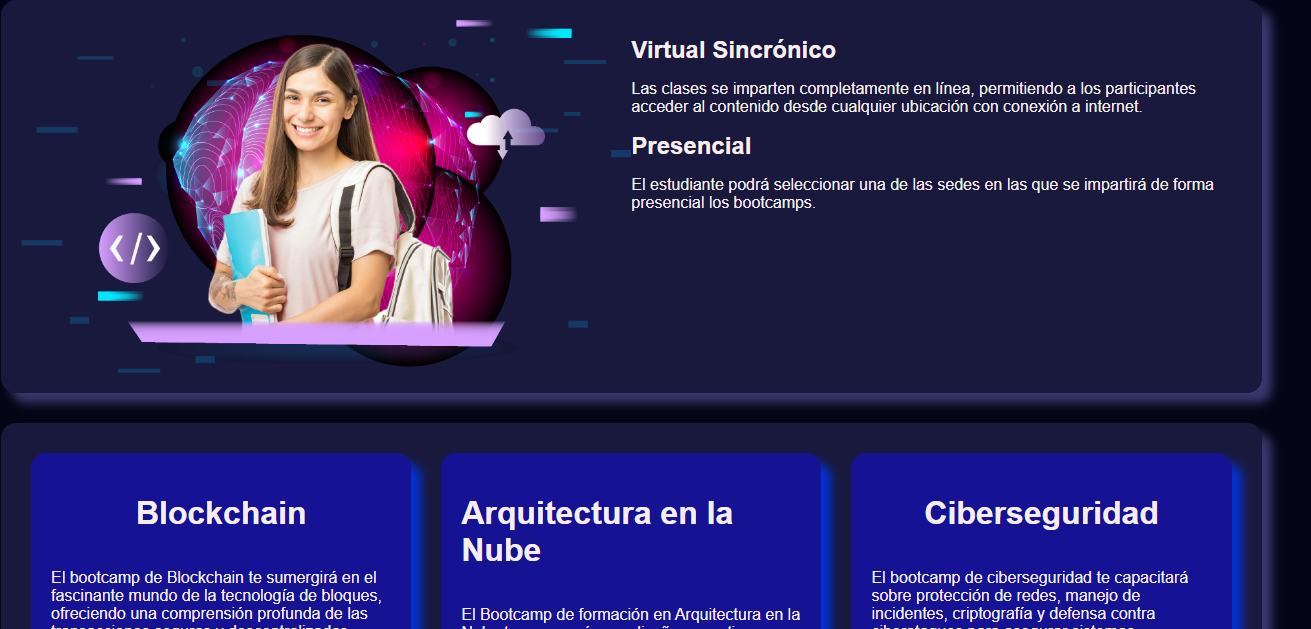 Virtual Sincrónico
Las clases se imparten completamente en línea, permitiendo a los participantes
acceder al contenido desde cualquier ubicación con conexión a internet.
Presencial
El estudiante podrá seleccionar una de las sedes en las que se impartirá de forma
presencial los bootcamps.
</>
Blockchain
El bootcamp de Blockchain te sumergirá en el
fascinante mundo de la tecnología de bloques,
ofreciendo una comprensión profunda de las
Arquitectura en la
Nube
El Bootcamp de formación en Arquitectura en la
Ciberseguridad
El bootcamp de ciberseguridad te capacitará
sobre protección de redes, manejo de
incidentes, criptografía y defensa contra